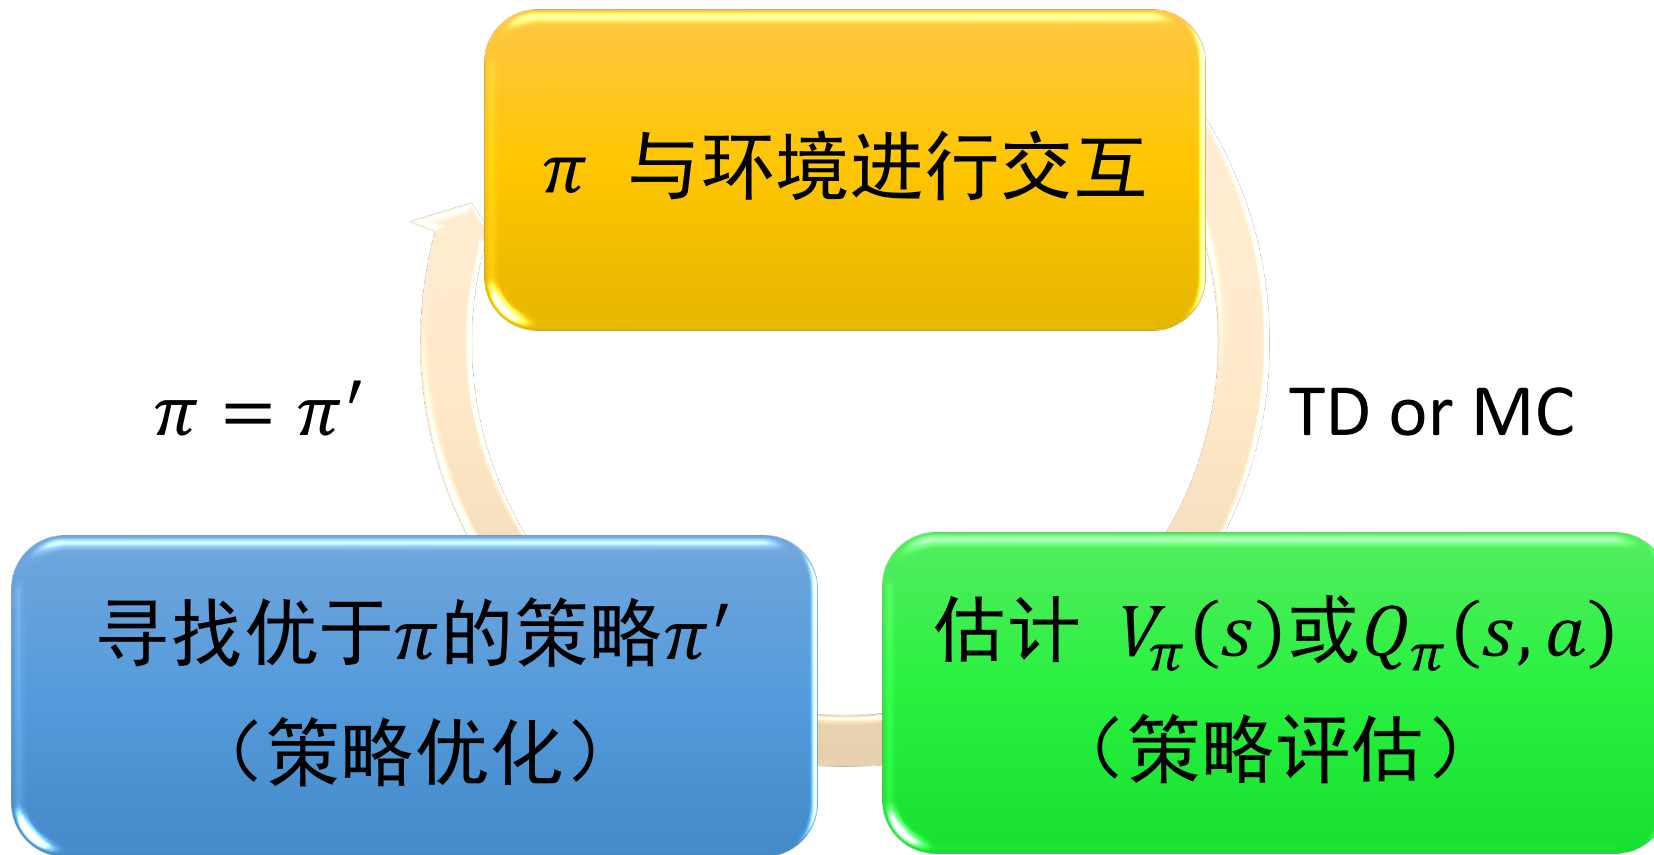 π 与环境进行交互
π = π′
TD or MC
寻找优于π的策略π′
（策略优化）
估计 Vπ(s)或Qπ(s,a)
（策略评估）